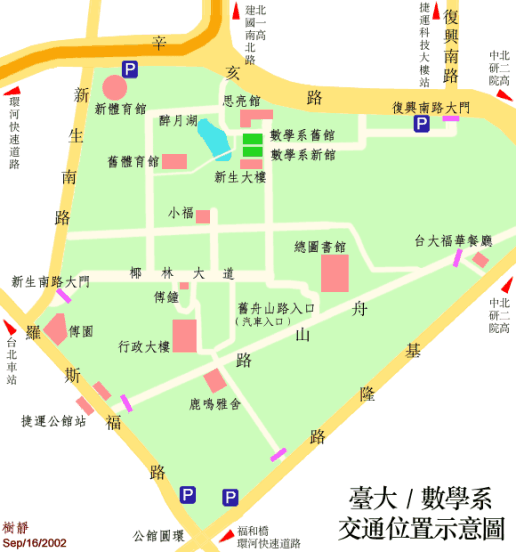 建國南北路
北一高
捷運科技大樓站
復興南路
中研院
北二高
辛亥路
P
環河快速道路
新生南路
新體育館
思亮館
醉月湖
復興南路大門
P
數學系舊館
數學系新館
舊體育館
新生大樓
小福
總圖書館
台大福華餐廳
新生南路大門
椰林大道
傅鐘
舊舟山路入口
(汽車入口)
舟山路
中研院
北二高
台北車站
羅斯福路
傅園
行政大樓
基隆路
鹿鳴雅舍
捷運公館站
P
P
臺大 / 數學系
交通位置示意圖
樹靜
Sep/16/2002
公館圓環
福和橋
環河快速道路